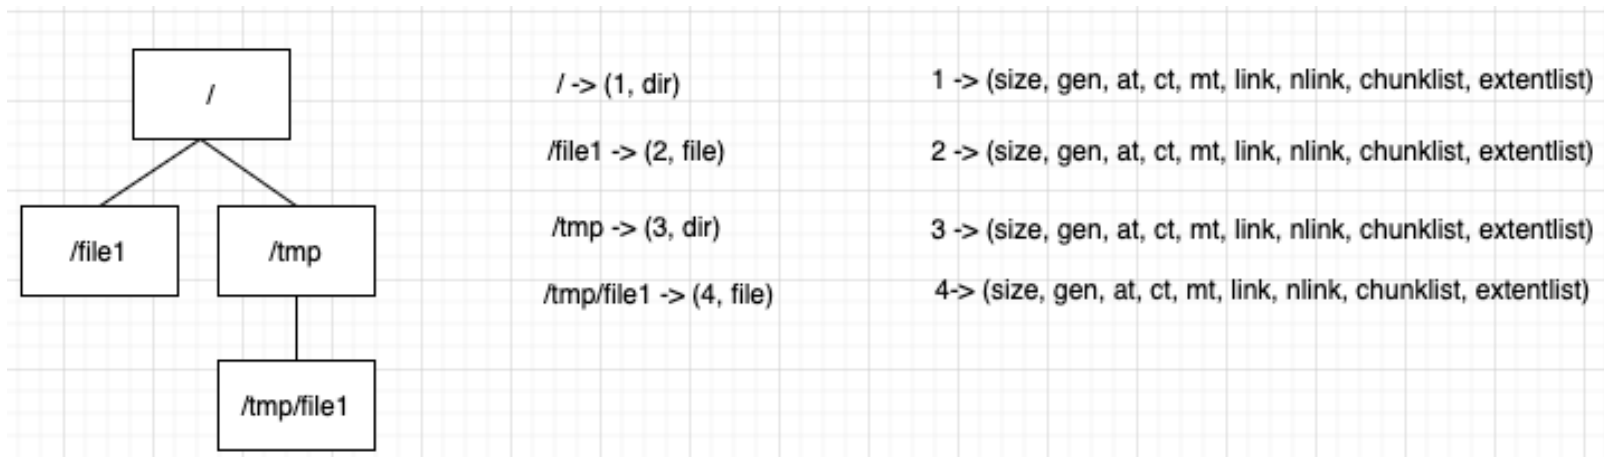 /
/file1
/tmp
/tmp/file1
/ -> (1, dir)
/file1 -> (2, file)
/tmp -> (3, dir)
/tmp/file1 -> (4, file)
1 -> (size, gen, at, ct, mt, link, nlink, chunklist, extentlist)
2 -> (size, gen, at, ct, mt, link, nlink, chunklist, extentlist)
3 -> (size, gen, at, ct, mt, link, nlink, chunklist, extentlist)
4-> (size, gen, at, ct, mt, link, nlink, chunklist, extentlist)